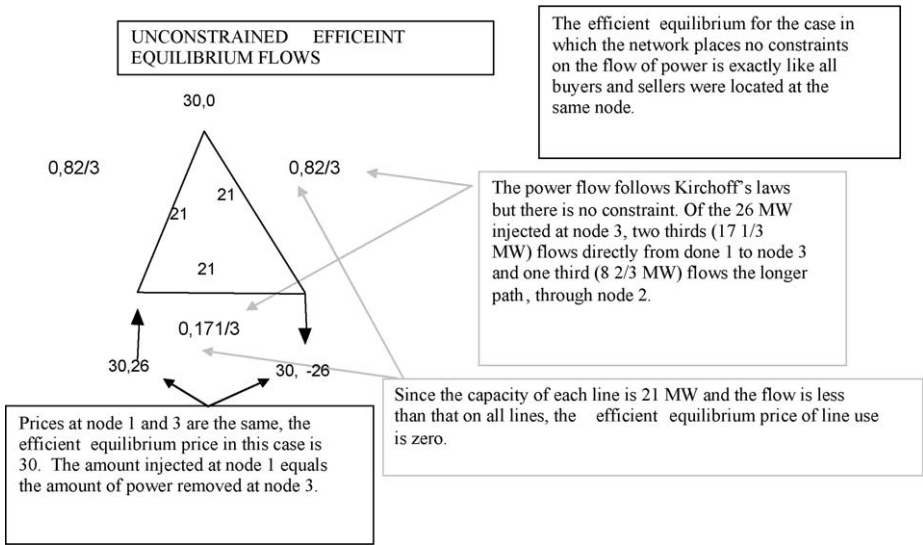 UNCONSTRAINED EFFICEINT
EQUILIBRIUM FLOWS
The efficient equilibrium for the case in
which the network places no constraints
on the flow of power is exactly like all
buyers and sellers were located at the
same node.
30,0
0,82/3
0,82/3
21
21
21
The power flow follows Kirchoff's laws
but there is no constraint. Of the 26 MW
injected at node 3, two thirds (17 1/3
MW) flows directly from done 1 to node 3
and one third (8 2/3 MW) flows the longer
path, through node 2.
0,171/3
30,26
30, -26
Since the capacity of each line is 21 MW and the flow is less
than that on all lines, the efficient equilibrium price of line use
is zero.
Prices at node 1 and 3 are the same, the
efficient equilibrium price in this case is
30. The amount injected at node 1 equals
the amount of power removed at node 3.